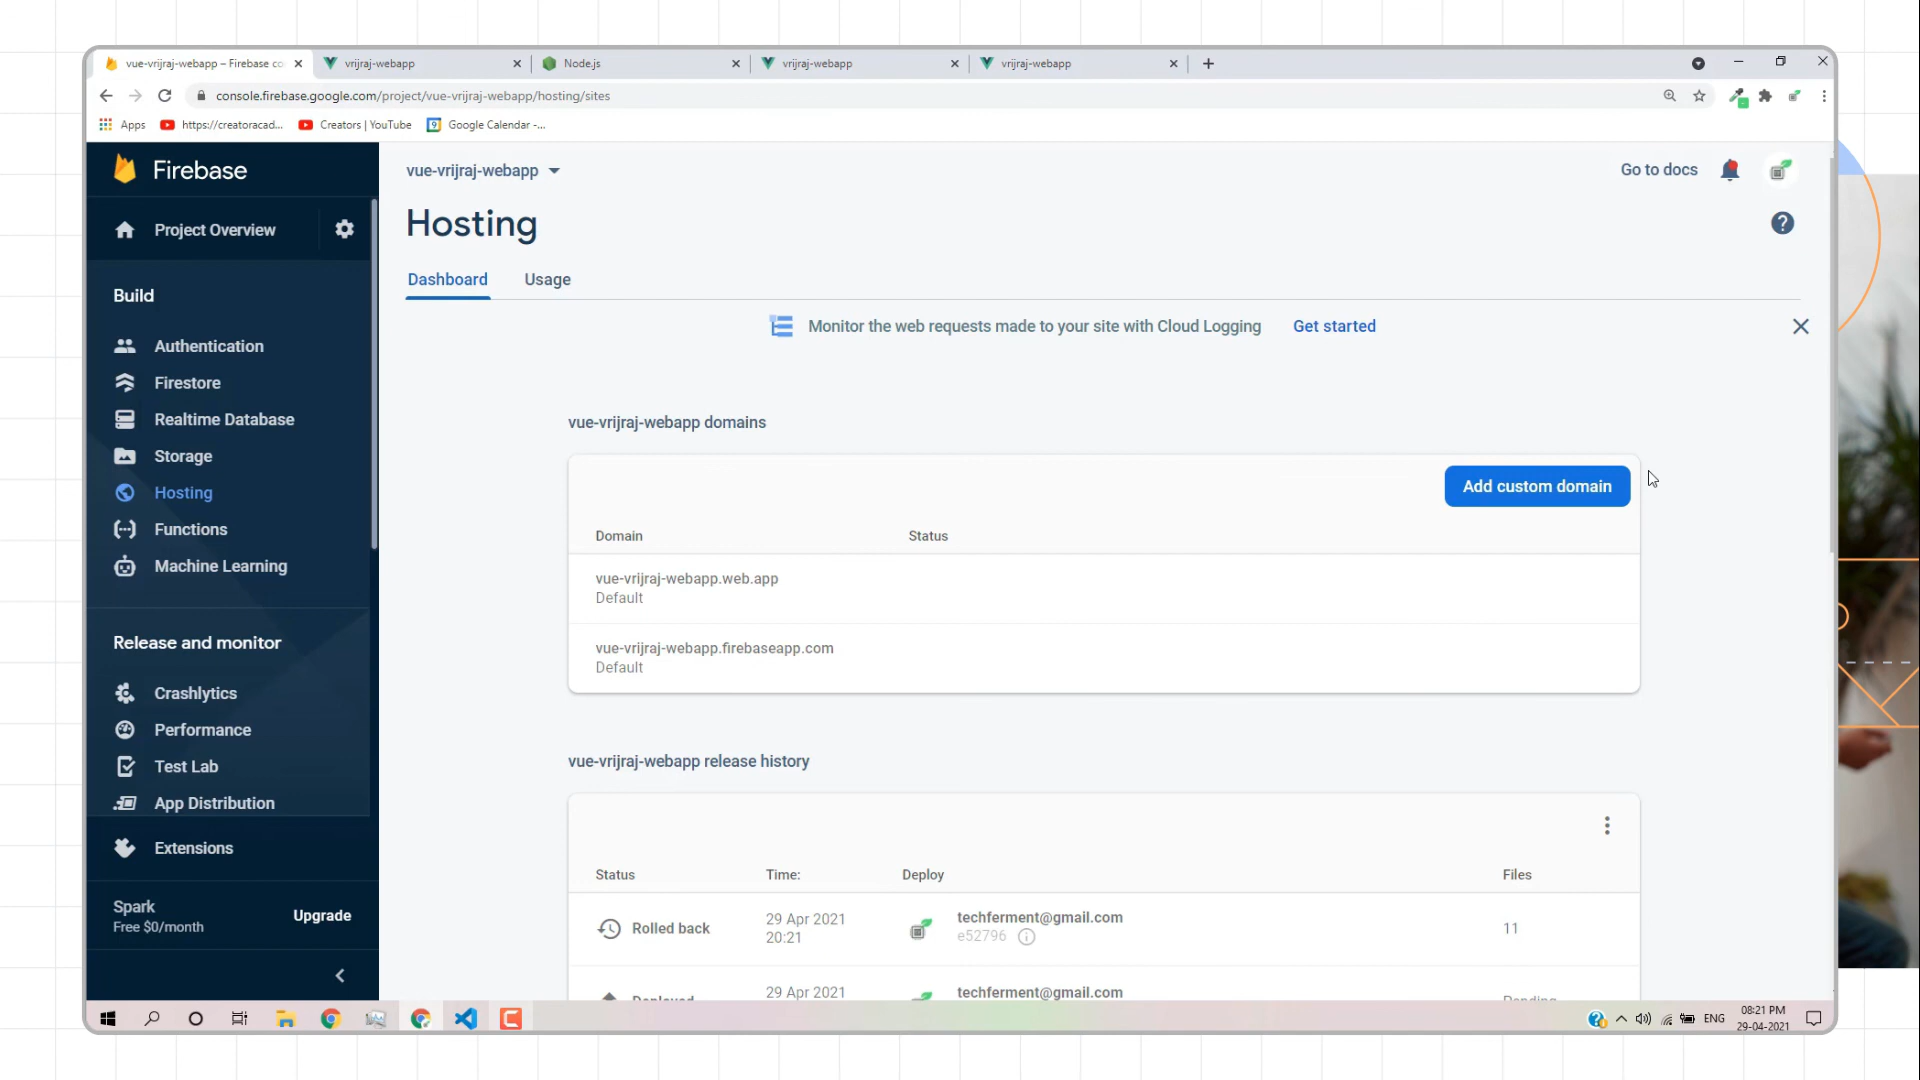 vue-vrijraj-webapp – Firebase co
vrijraj-webapp
Node.js
vrijraj-webapp
vrijraj-webapp
console.firebase.google.com/project/vue-vrijraj-webapp/hosting/sites
Apps
https://creatoracad...
Creators | YouTube
9
Google Calendar -...
Firebase
vue-vrijraj-webapp
Go to docs
Project Overview
Hosting
?
Dashboard
Usage
Build
Monitor the web requests made to your site with Cloud Logging
Get started
Authentication
Firestore
Realtime Database
Storage
Hosting
Functions
Machine Learning
vue-vrijraj-webapp domains
Add custom domain
Domain
Status
vue-vrijraj-webapp.web.app
Default
vue-vrijraj-webapp.firebaseapp.com
Default
Release and monitor
Crashlytics
Performance
Test Lab
App Distribution
Extensions
vue-vrijraj-webapp release history
Status
Time:
Deploy
Files
Rolled back
29 Apr 2021
20:21
techferment@gmail.com
e52796
11
Deployed
29 Apr 2021
techferment@gmail.com
Pending
Spark
Free $0/month
Upgrade
ENG
08:21 PM
29-04-2021